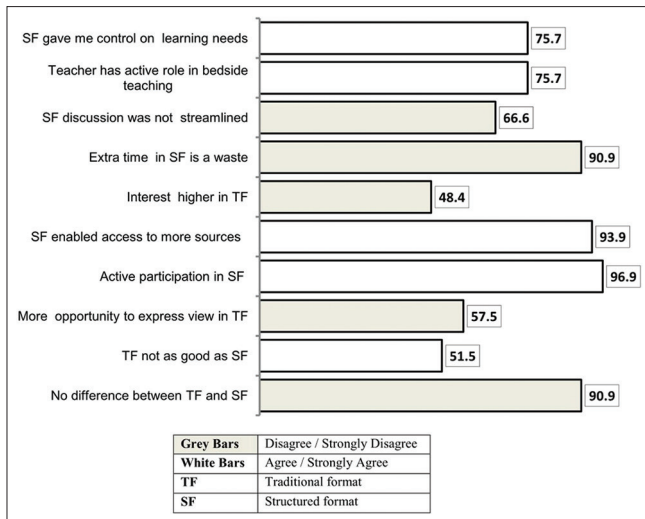 SF gave me control on learning needs 75.7
Teacher has active role in bedside
teaching 75.7
SF discussion was not streamlined 66.6
Extra time in SF is a waste 90.9
Interest higher in TF 48.4
SF enabled access to more sources 93.9
Active participation in SF 96.9
More opportunity to express view in TF 57.5
TF not as good as SF 51.5
No difference between TF and SF 90.9
Grey Bars Disagree / Strongly Disagree
White Bars Agree / Strongly Agree
TF Traditional format
SF Structured format